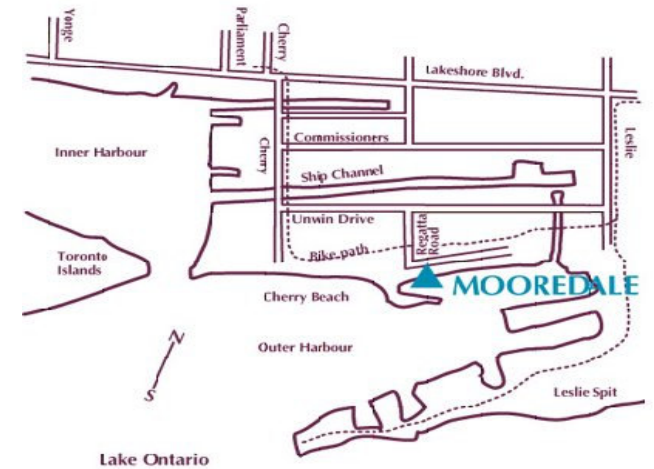 Yonge
Parliament
Cherry
Lakeshore Blvd.
Commissioners
Cherry
Leslie
Inner Harbour
Ship Channel
Unwin Drive
Regatta
Road
Bike path
Toronto
Islands
Cherry Beach
MOOREDALE
Outer Harbour
N
S
Leslie Spit
Lake Ontario